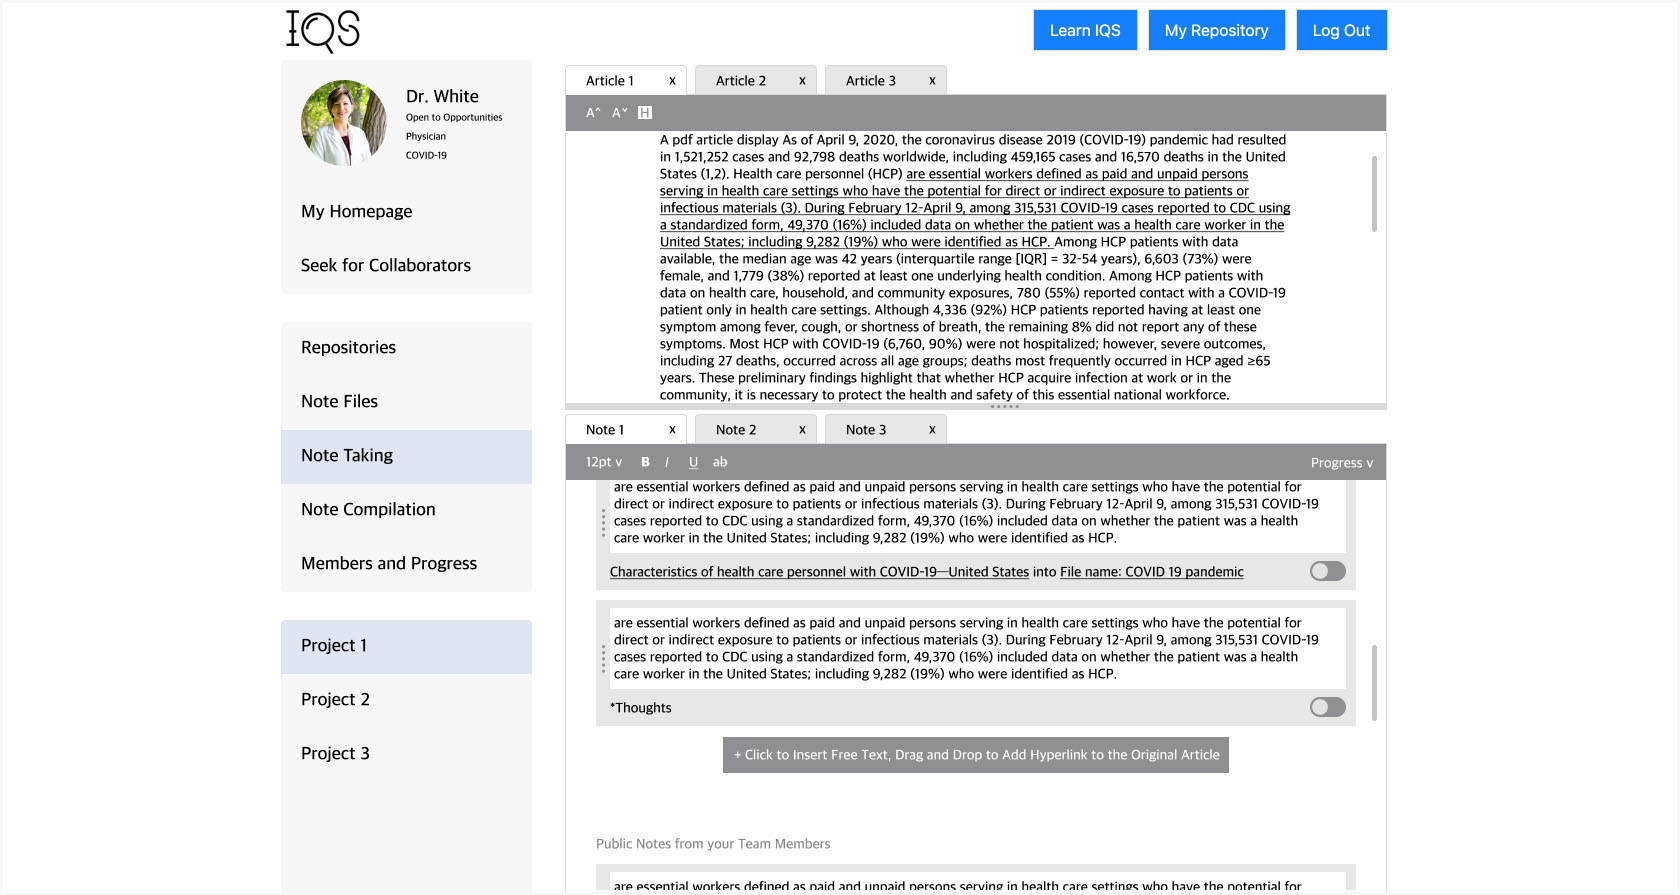 IQS
Learn IQS
My Repository
Log Out
Dr. White
Open to Opportunities
Physician
COVID-19
My Homepage
Seek for Collaborators
Repositories
Note Files
Note Taking
Note Compilation
Members and Progress
Project 1
Project 2
Project 3
Article 1 x
Article 2 x
Article 3 x
A^ A˅ H
A pdf article display As of April 9, 2020, the coronavirus disease 2019 (COVID-19) pandemic had resulted
in 1,521,252 cases and 92,798 deaths worldwide, including 459,165 cases and 16,570 deaths in the United
States (1,2). Health care personnel (HCP) are essential workers defined as paid and unpaid persons
serving in health care settings who have the potential for direct or indirect exposure to patients or
infectious materials (3). During February 12-April 9, among 315,531 COVID-19 cases reported to CDC using
a standardized form, 49,370 (16%) included data on whether the patient was a health care worker in the
United States; including 9,282 (19%) who were identified as HCP. Among HCP patients with data
available, the median age was 42 years (interquartile range [IQR] = 32-54 years), 6,603 (73%) were
female, and 1,779 (38%) reported at least one underlying health condition. Among HCP patients with
data on health care, household, and community exposures, 780 (55%) reported contact with a COVID-19
patient only in health care settings. Although 4,336 (92%) HCP patients reported having at least one
symptom among fever, cough, or shortness of breath, the remaining 8% did not report any of these
symptoms. Most HCP with COVID-19 (6,760, 90%) were not hospitalized; however, severe outcomes,
including 27 deaths, occurred across all age groups; deaths most frequently occurred in HCP aged ≥65
years. These preliminary findings highlight that whether HCP acquire infection at work or in the
community, it is necessary to protect the health and safety of this essential national workforce.
Note 1 x
Note 2 x
Note 3 x
12pt v B I U ab
Progress v
are essential workers defined as paid and unpaid persons serving in health care settings who have the potential for
direct or indirect exposure to patients or infectious materials (3). During February 12-April 9, among 315,531 COVID-19
cases reported to CDC using a standardized form, 49,370 (16%) included data on whether the patient was a health
care worker in the United States; including 9,282 (19%) who were identified as HCP.
Characteristics of health care personnel with COVID-19—United States into File name: COVID 19 pandemic
are essential workers defined as paid and unpaid persons serving in health care settings who have the potential for
direct or indirect exposure to patients or infectious materials (3). During February 12-April 9, among 315,531 COVID-19
cases reported to CDC using a standardized form, 49,370 (16%) included data on whether the patient was a health
care worker in the United States; including 9,282 (19%) who were identified as HCP.
*Thoughts
+ Click to Insert Free Text, Drag and Drop to Add Hyperlink to the Original Article
Public Notes from your Team Members
are essential workers defined as paid and unpaid persons serving in health care settings who have the potential for